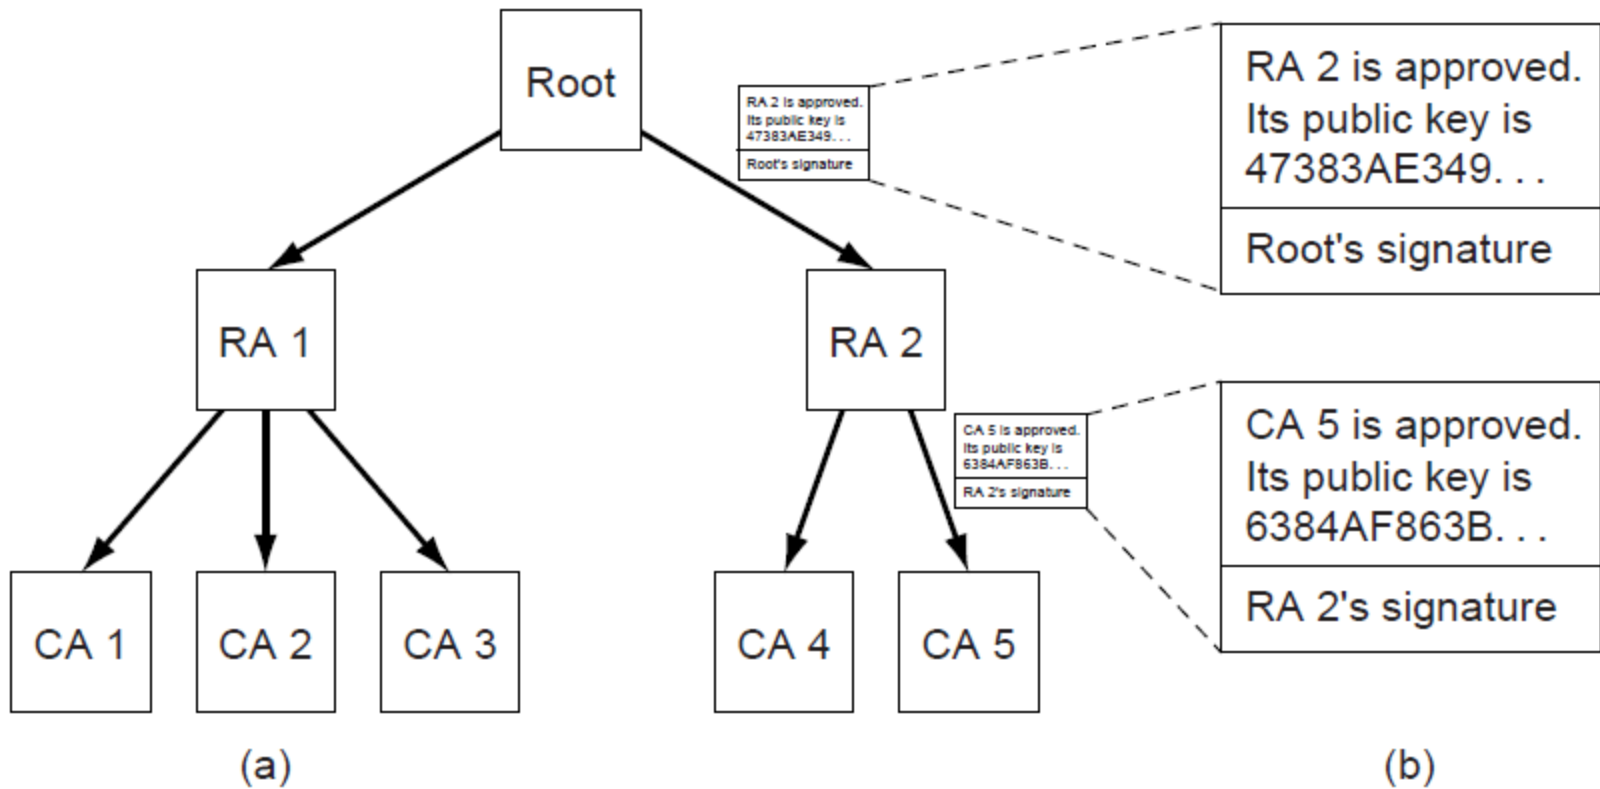 Root
RA 2 is approved.
Its public key is
47383AE349. . .
Root's signature
RA 2 is approved.
Its public key is
47383AE349. . .
Root's signature
RA 1
RA 2
CA 5 is approved.
Its public key is
6384AF863B. . .
RA 2's signature
CA 5 is approved.
Its public key is
6384AF863B. . .
RA 2's signature
CA 1
CA 2
CA 3
CA 4
CA 5
(a)
(b)